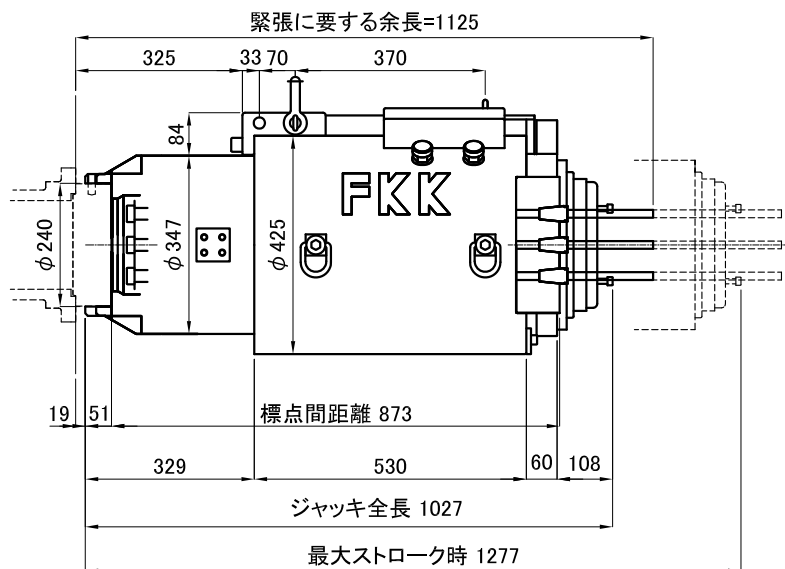 緊張に要する余長=1125
325
33
70
370
84
FKK
φ240
φ347
φ425
19
51
標点間距離 873
329
530
60
108
ジャッキ全長 1027
最大ストローク時 1277